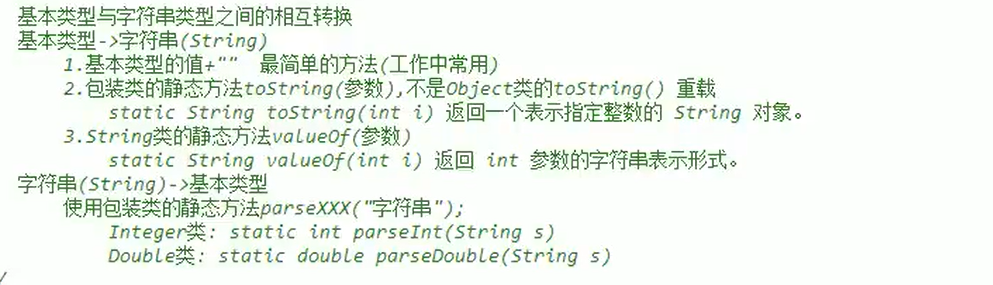 基本类型与字符串类型之间的相互转换
基本类型->字符串(String)
1.基本类型的值+""  最简单的方法(工作中常用)
2.包装类的静态方法toString(参数),不是Object类的toString() 重载
static String toString(int i) 返回一个表示指定整数的 String 对象。
3.String类的静态方法valueOf(参数)
static String valueOf(int i) 返回 int 参数的字符串表示形式。
字符串(String)->基本类型
使用包装类的静态方法parseXXX("字符串");
Integer类: static int parseInt(String s)
Double类: static double parseDouble(String s)
/